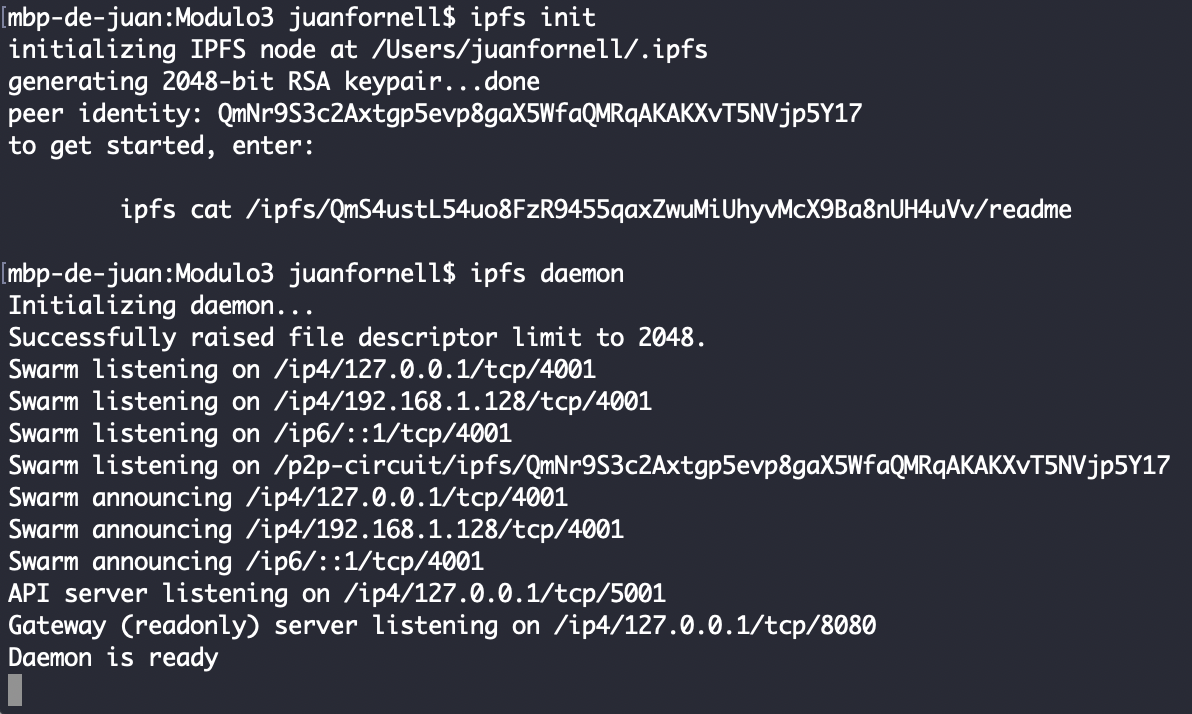 [mbp-de-juan:Modulo3 juanfornell$ ipfs init
initializing IPFS node at /Users/juanfornell/.ipfs
generating 2048-bit RSA keypair...done
peer identity: QmNr9S3c2Axtgp5evp8gaX5WfaQMRqAKAKXvT5NVjp5Y17
to get started, enter:
ipfs cat /ipfs/QmS4ustL54uo8FzR9455qaxZwuMiUhyvMcX9Ba8nUH4uVv/readme
[mbp-de-juan:Modulo3 juanfornell$ ipfs daemon
Initializing daemon...
Successfully raised file descriptor limit to 2048.
Swarm listening on /ip4/127.0.0.1/tcp/4001
Swarm listening on /ip4/192.168.1.128/tcp/4001
Swarm listening on /ip6/::1/tcp/4001
Swarm listening on /p2p-circuit/ipfs/QmNr9S3c2Axtgp5evp8gaX5WfaQMRqAKAKXvT5NVjp5Y17
Swarm announcing /ip4/127.0.0.1/tcp/4001
Swarm announcing /ip4/192.168.1.128/tcp/4001
Swarm announcing /ip6/::1/tcp/4001
API server listening on /ip4/127.0.0.1/tcp/5001
Gateway (readonly) server listening on /ip4/127.0.0.1/tcp/8080
Daemon is ready